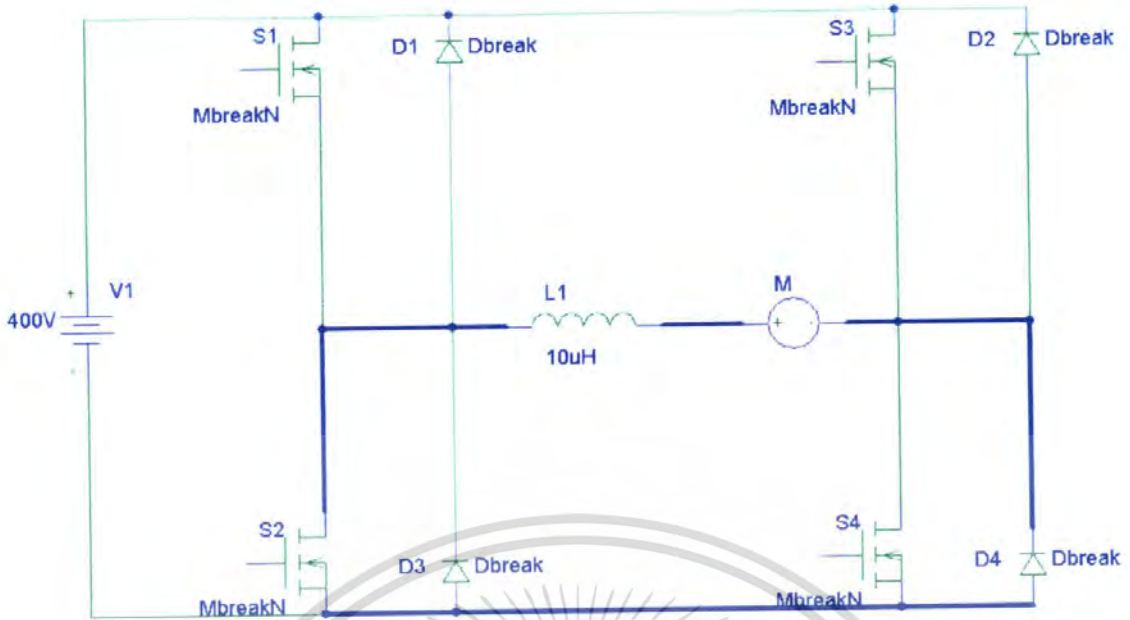 S1
D1
Dbreak
S3
D2
Dbreak
MbreakN
MbreakN
+
V1
400V
-
L1
10uH
M
+ -
S2
D3
Dbreak
MbreakN
S4
D4
Dbreak
MbreakN